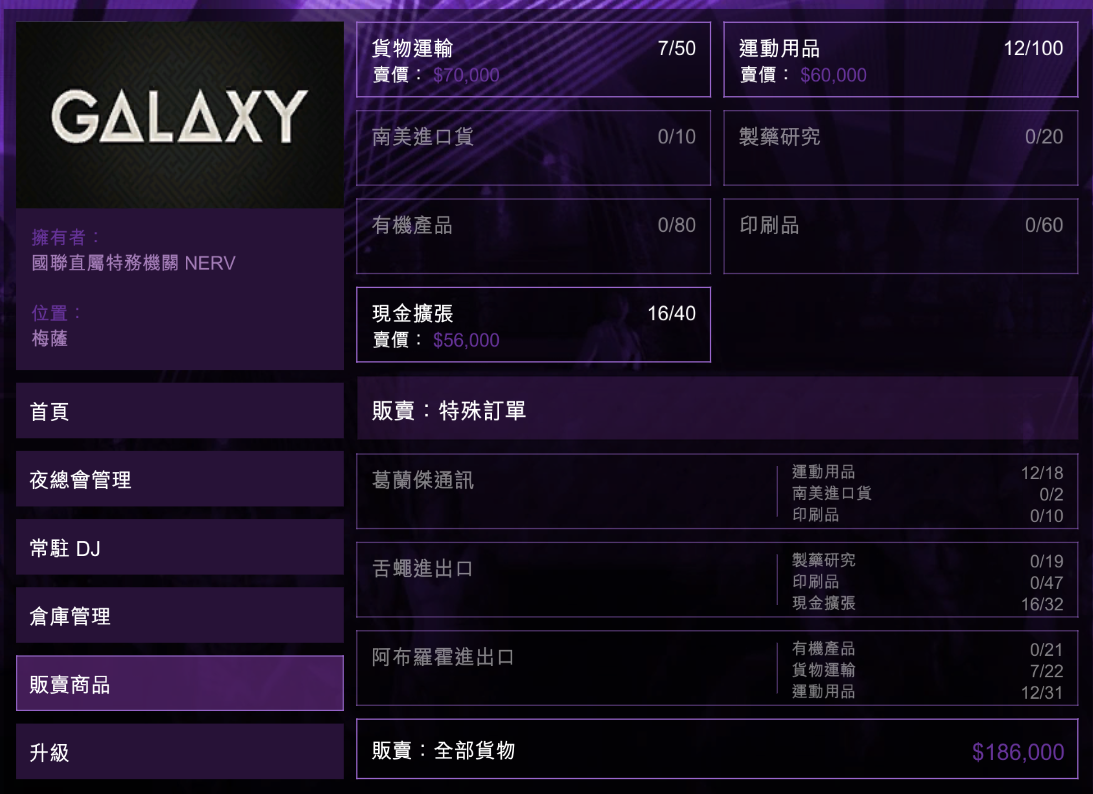 GALAXY
擁有者：
國聯直屬特務機關 NERV
位置：
梅薩
首頁
夜總會管理
常駐 DJ
倉庫管理
販賣商品
升級
貨物運輸 7/50
賣價： $70,000
運動用品 12/100
賣價： $60,000
南美進口貨 0/10
製藥研究 0/20
有機產品 0/80
印刷品 0/60
現金擴張 16/40
賣價： $56,000
販賣：特殊訂單
葛蘭傑通訊
運動用品 12/18
南美進口貨 0/2
印刷品 0/10
舌蠅進出口
製藥研究 0/19
印刷品 0/47
現金擴張 16/32
阿布羅霍進出口
有機產品 0/21
貨物運輸 7/22
運動用品 12/31
販賣：全部貨物 $186,000